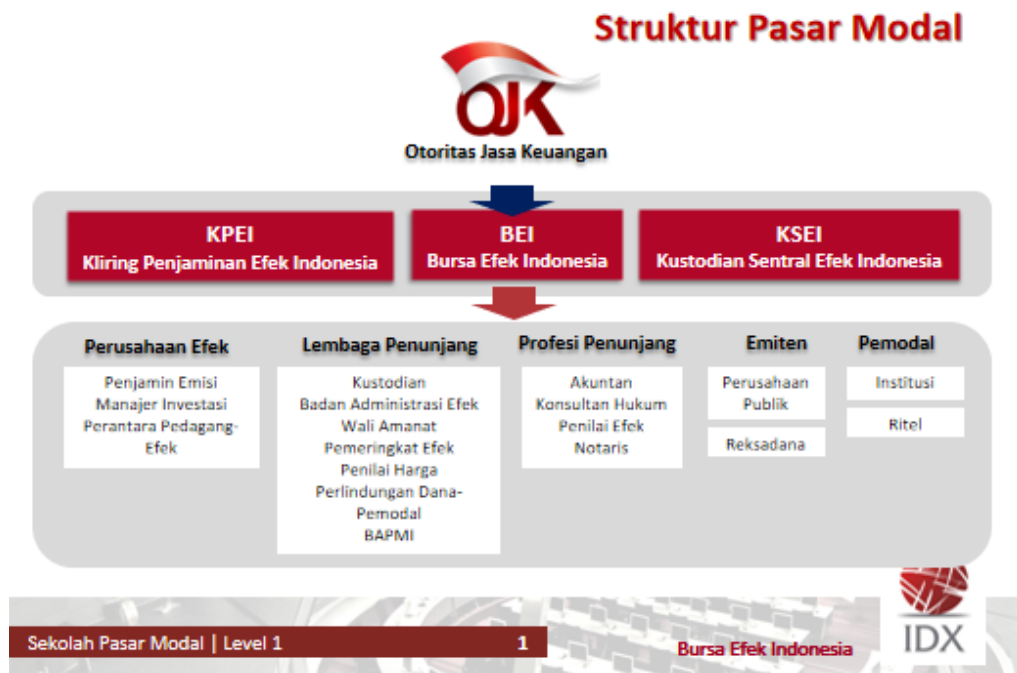 Struktur Pasar Modal
OJK
Otoritas Jasa Keuangan
KPEI
Kliring Penjaminan Efek Indonesia
BEI
Bursa Efek Indonesia
KSEI
Kustodian Sentral Efek Indonesia
Perusahaan Efek
Penjamin Emisi
Manajer Investasi
Perantara Pedagang-
Efek
Lembaga Penunjang
Kustodian
Badan Administrasi Efek
Wali Amanat
Pemeringkat Efek
Penilai Harga
Perlindungan Dana-
Pemodal
BAPMI
Profesi Penunjang
Akuntan
Konsultan Hukum
Penilai Efek
Notaris
Emiten
Perusahaan
Publik
Reksadana
Pemodal
Institusi
Ritel
Sekolah Pasar Modal | Level 1
1
Bursa Efek Indonesia
IDX